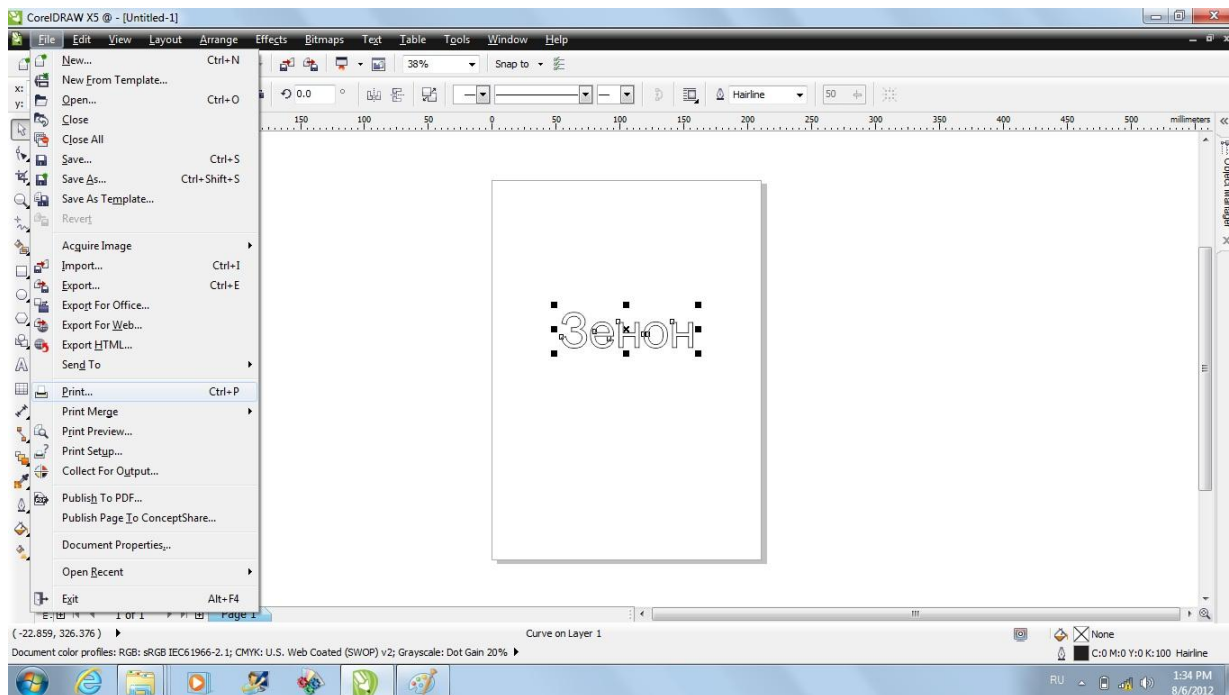 CorelDRAW X5 @ - [Untitled-1]
File Edit View Layout Arrange Effects Bitmaps Text Table Tools Window Help
New... Ctrl+N
38%
Snap to
New From Template...
x:
y:
Open... Ctrl+O
0.0 °
Hairline
50
Close
150 100 50 0 50 100 150 200 250 300 350 400 450 500 millimeters
Close All
Save... Ctrl+S
Save As... Ctrl+Shift+S
Save As Template...
Revert
Object Manager
Acquire Image
Import... Ctrl+I
Export... Ctrl+E
Export For Office...
Export For Web...
Export HTML...
Send To
Зенон
Print... Ctrl+P
Print Merge
Print Preview...
Print Setup...
Collect For Output...
Publish To PDF...
Publish Page To ConceptShare...
Document Properties...
Open Recent
Exit Alt+F4
1 of 1 Page 1
(-22.859, 326.376) Curve on Layer 1 None
Document color profiles: RGB: sRGB IEC61966-2.1; CMYK: U.S. Web Coated (SWOP) v2; Grayscale: Dot Gain 20% C:0 M:0 Y:0 K:100 Hairline
RU 1:34 PM
8/6/2012